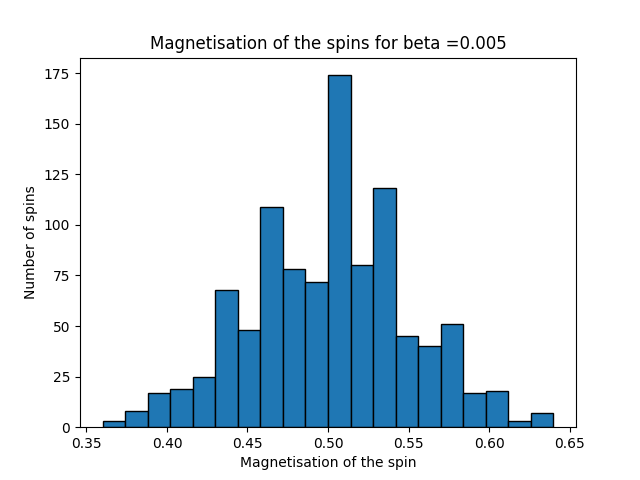 Magnetisation of the spins for beta =0.005
Number of spins
175
150
125
100
75
50
25
0
0.35 0.40 0.45 0.50 0.55 0.60 0.65
Magnetisation of the spin